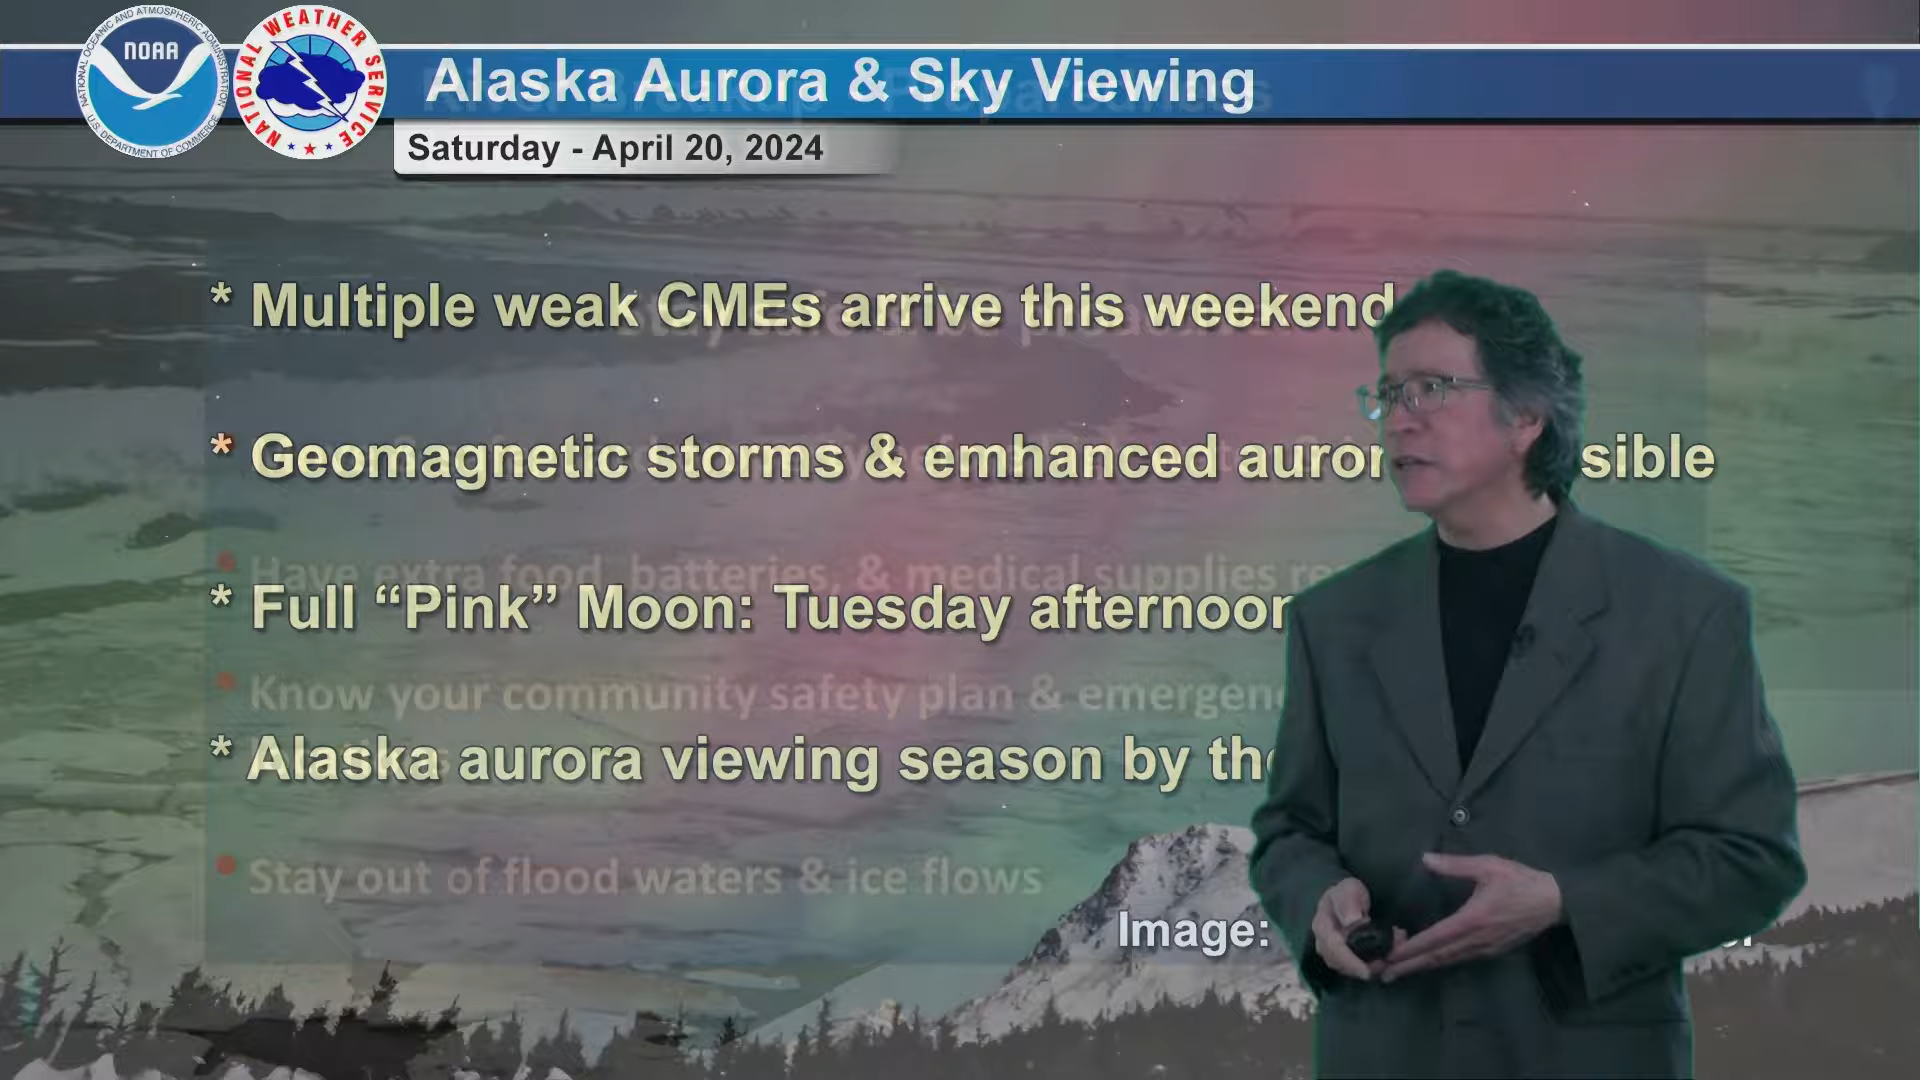 NOAA
NATIONAL OCEANIC AND ATMOSPHERIC ADMINISTRATION
U.S. DEPARTMENT OF COMMERCE
NATIONAL WEATHER SERVICE
Alaska Aurora & Sky Viewing
Saturday - April 20, 2024
* Multiple weak CMEs arrive this weekend
* Geomagnetic storms & emhanced auror sible
Have extra food, batteries, & medical supplies
* Full “Pink” Moon: Tuesday afternoon
Know your community safety plan & emergenc
* Alaska aurora viewing season by the
Stay out of flood waters & ice flows
Image: